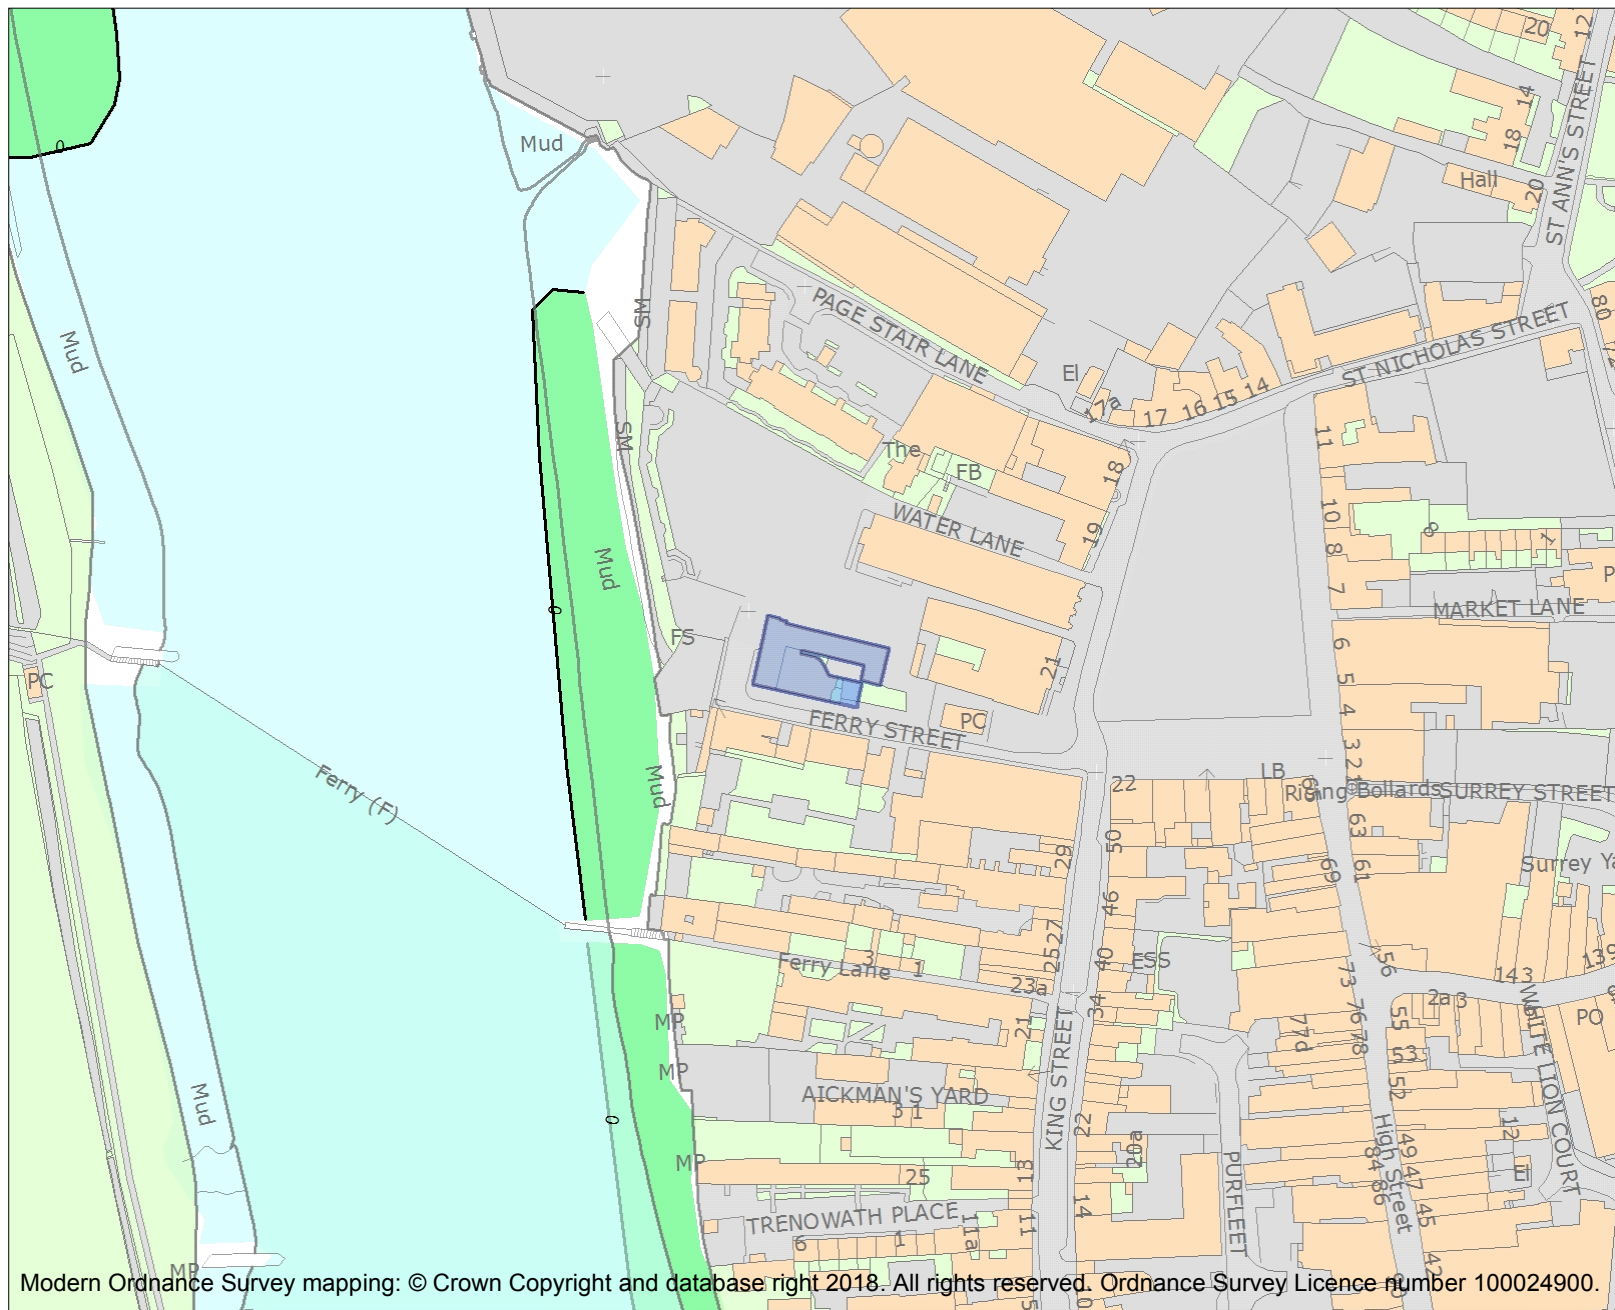 20
12
14
18
20
ST ANN'S STREET
Hall
Mud
0
SM
PAGE STAIR LANE
El
17a
17
16
15
14
ST NICHOLAS STREET
80
Mud
SM
The
FB
18
19
11
10
8
7
8
1
WATER LANE
MARKET LANE
P
Mud
0
FS
21
6
5
4
3
2
1
PC
PC
FERRY STREET
22
LB
Rising Bollards
SURREY STREET
Ferry (F)
Mud
29
50
63
69
61
Surrey Ya
46
25
27
40
ESS
3
1
Ferry Lane
23a
34
56
73
76
78
143
139
2a
3
PO
WHITE LION COURT
MP
21
77d
55
53
52
MP
AICKMAN'S YARD
3
1
KING STREET
22
20a
High Street
12
El
Mud
0
MP
25
13
84
86
49
47
45
42
PURFLEET
TRENOWATH PLACE
6
1
11a
11
14
MP
Modern Ordnance Survey mapping: © Crown Copyright and database right 2018. All rights reserved. Ordnance Survey Licence number 100024900.